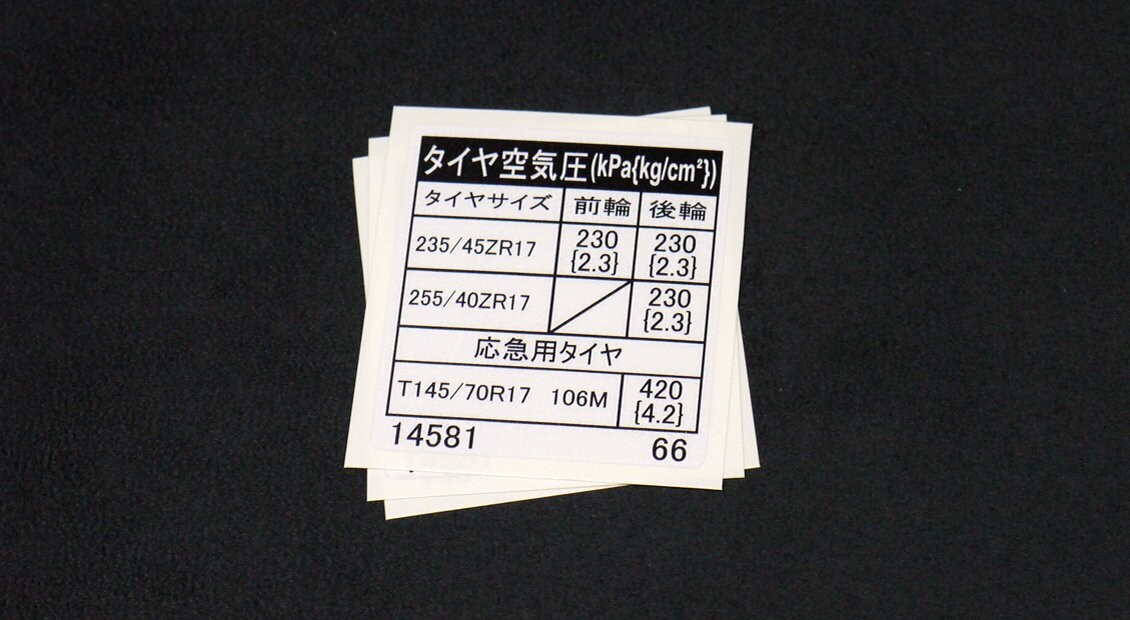 タイヤ空気圧(kPa{kg/cm²})
タイヤサイズ 前輪 後輪
235/45ZR17 230 {2.3} 230 {2.3}
255/40ZR17 230 {2.3}
応急用タイヤ
T145/70R17 106M 420 {4.2}
14581 66